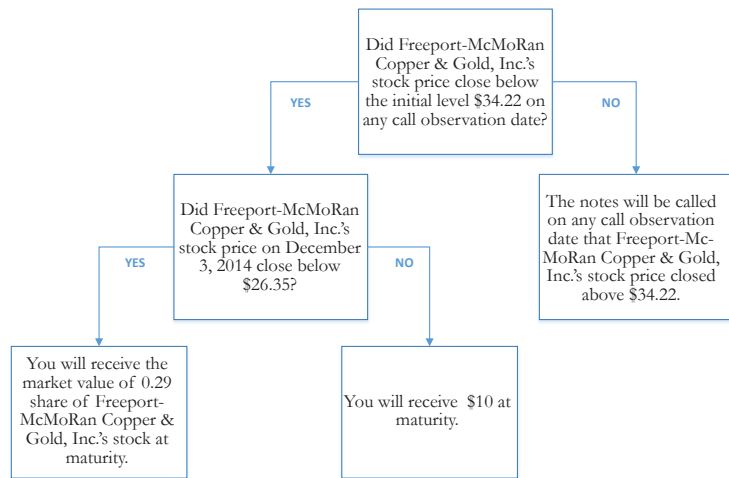 Did Freeport-McMoRan
Copper & Gold, Inc.'s
stock price close below
the initial level $34.22 on
any call observation date?
YES
NO
Did Freeport-McMoRan
Copper & Gold, Inc.'s
stock price on December
3, 2014 close below
$26.35?
The notes will be called
on any call observation
date that Freeport-Mc-
MoRan Copper & Gold,
Inc.'s stock price closed
above $34.22.
YES
NO
You will receive the
market value of 0.29
share of Freeport-
McMoRan Copper &
Gold, Inc.'s stock at
maturity.
You will receive $10 at
maturity.